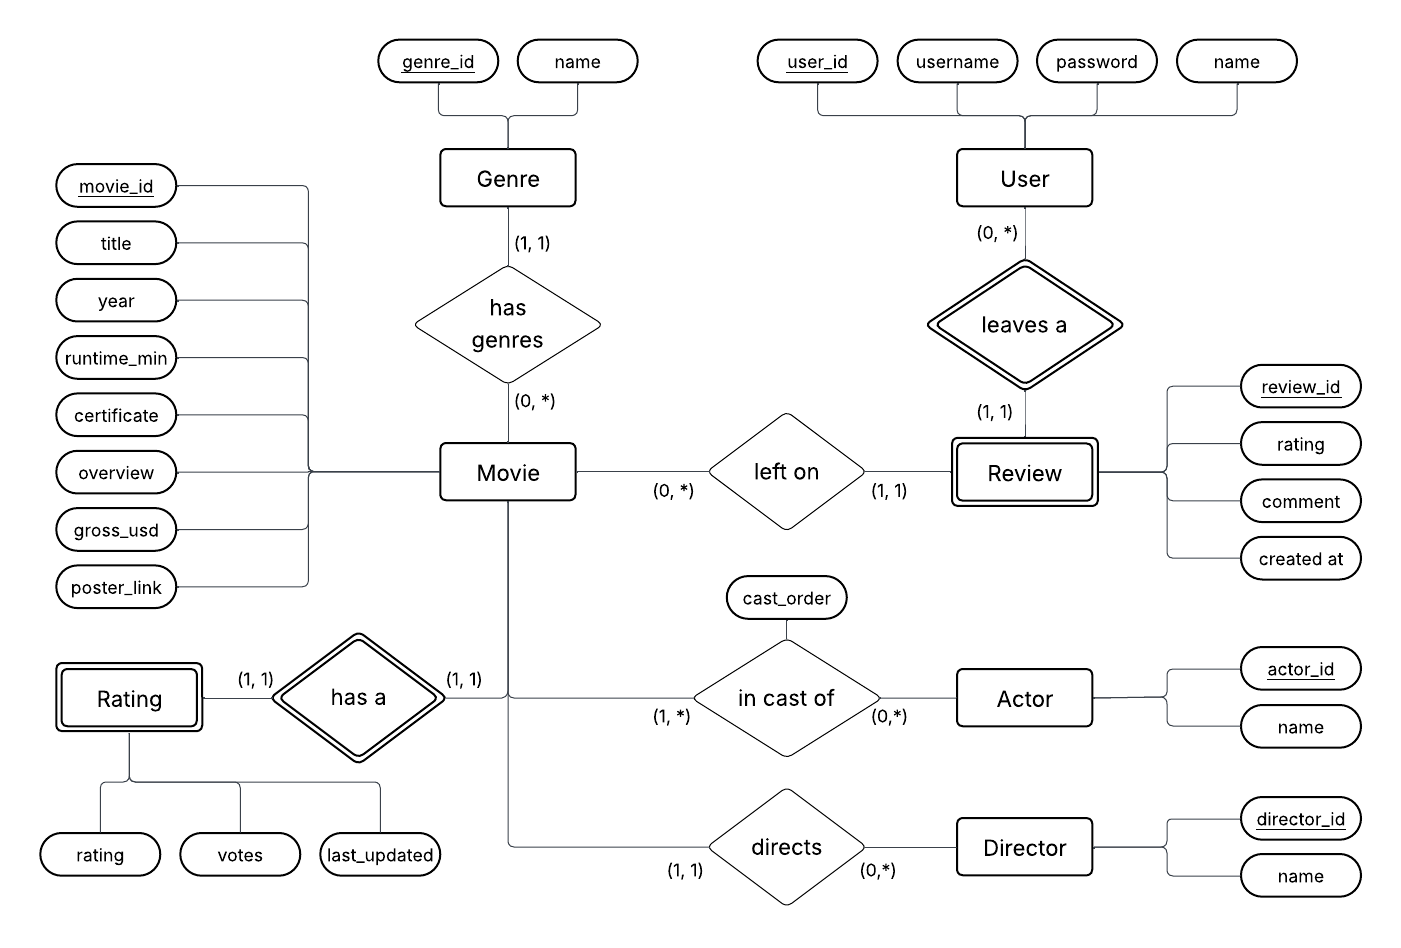 genre_id
name
user_id
username
password
name
Genre
User
movie_id
title
year
runtime_min
certificate
overview
gross_usd
poster_link
(1, 1)
has
genres
(0, *)
(0, *)
leaves a
(1, 1)
Movie
(0, *)
left on
(1, 1)
Review
review_id
rating
comment
created at
cast_order
Rating
(1, 1)
has a
(1, 1)
(1, *)
in cast of
(0,*)
Actor
actor_id
name
rating
votes
last_updated
(1, 1)
directs
(0,*)
Director
director_id
name